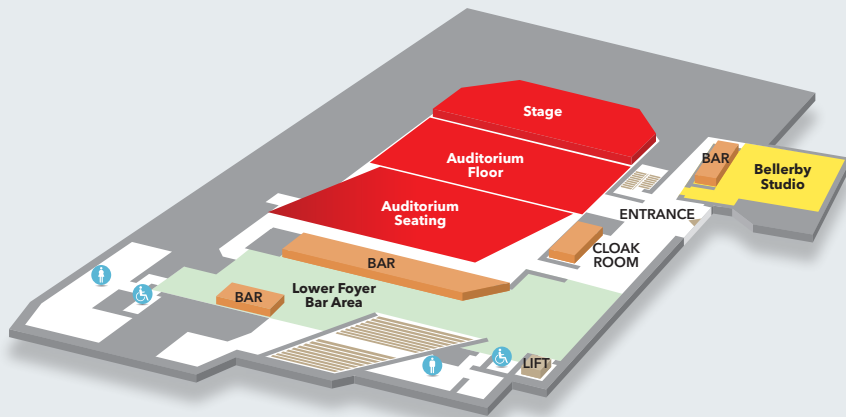 Stage
Auditorium
Floor
BAR
Bellerby
Studio
Auditorium
Seating
ENTRANCE
CLOAK
ROOM
BAR
Lower Foyer
Bar Area
BAR
LIFT